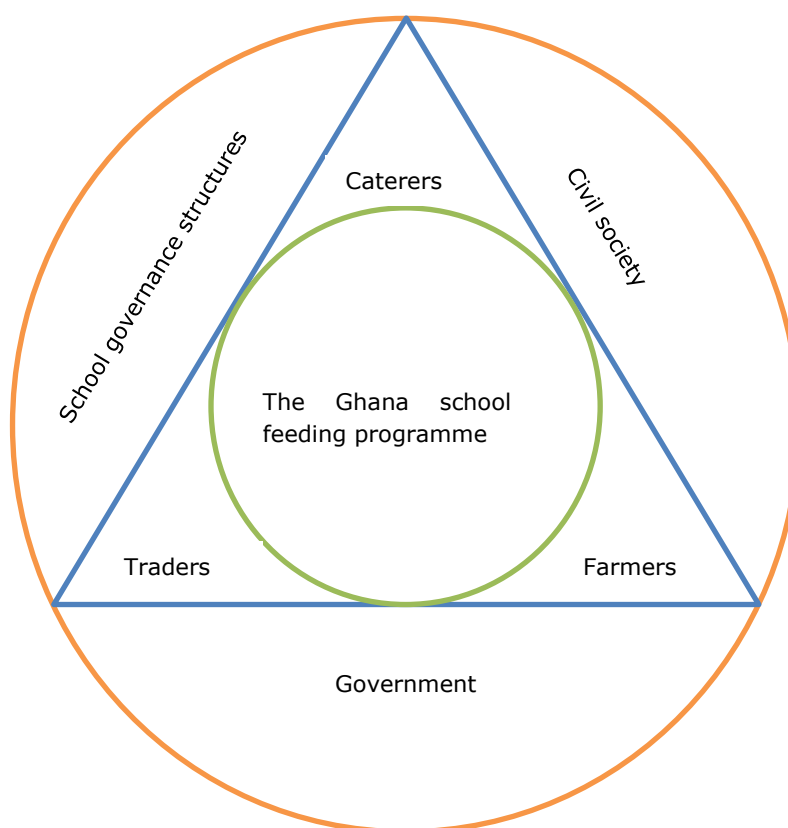 Caterers
Civil society
School governance structures
The Ghana school
feeding programme
Traders
Farmers
Government